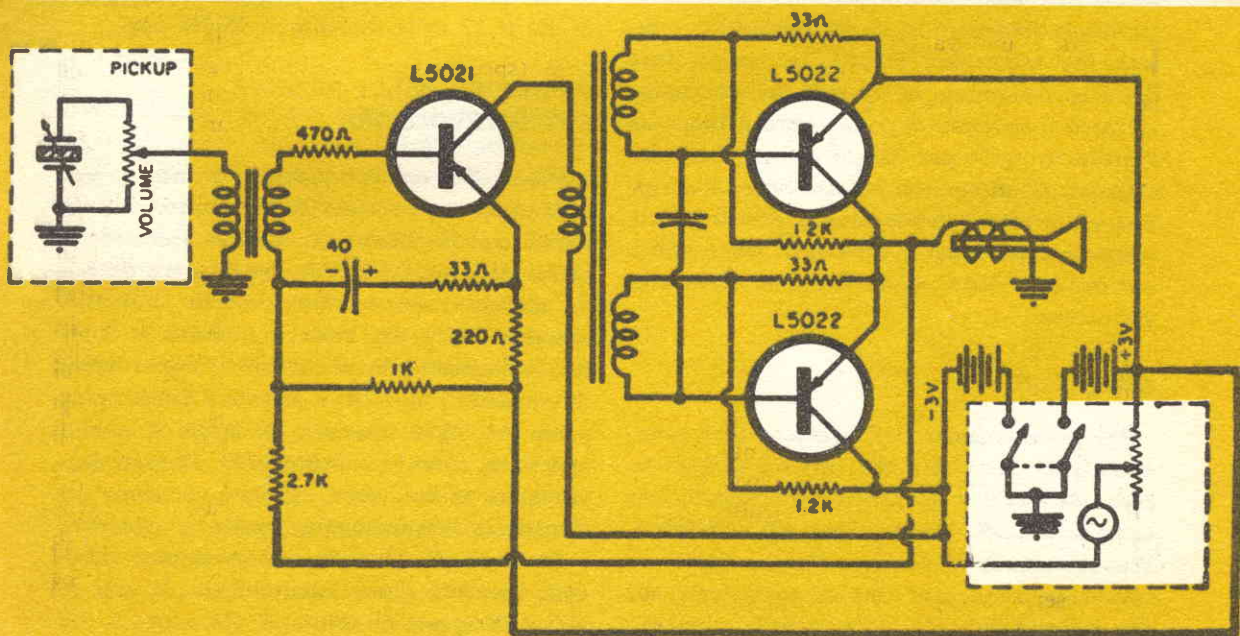 PICKUP
VOLUME
L5021
470Ω
40
- +
33Ω
220Ω
1K
2.7K
33Ω
L5022
1.2K
33Ω
L5022
1.2K
-3V
+3V